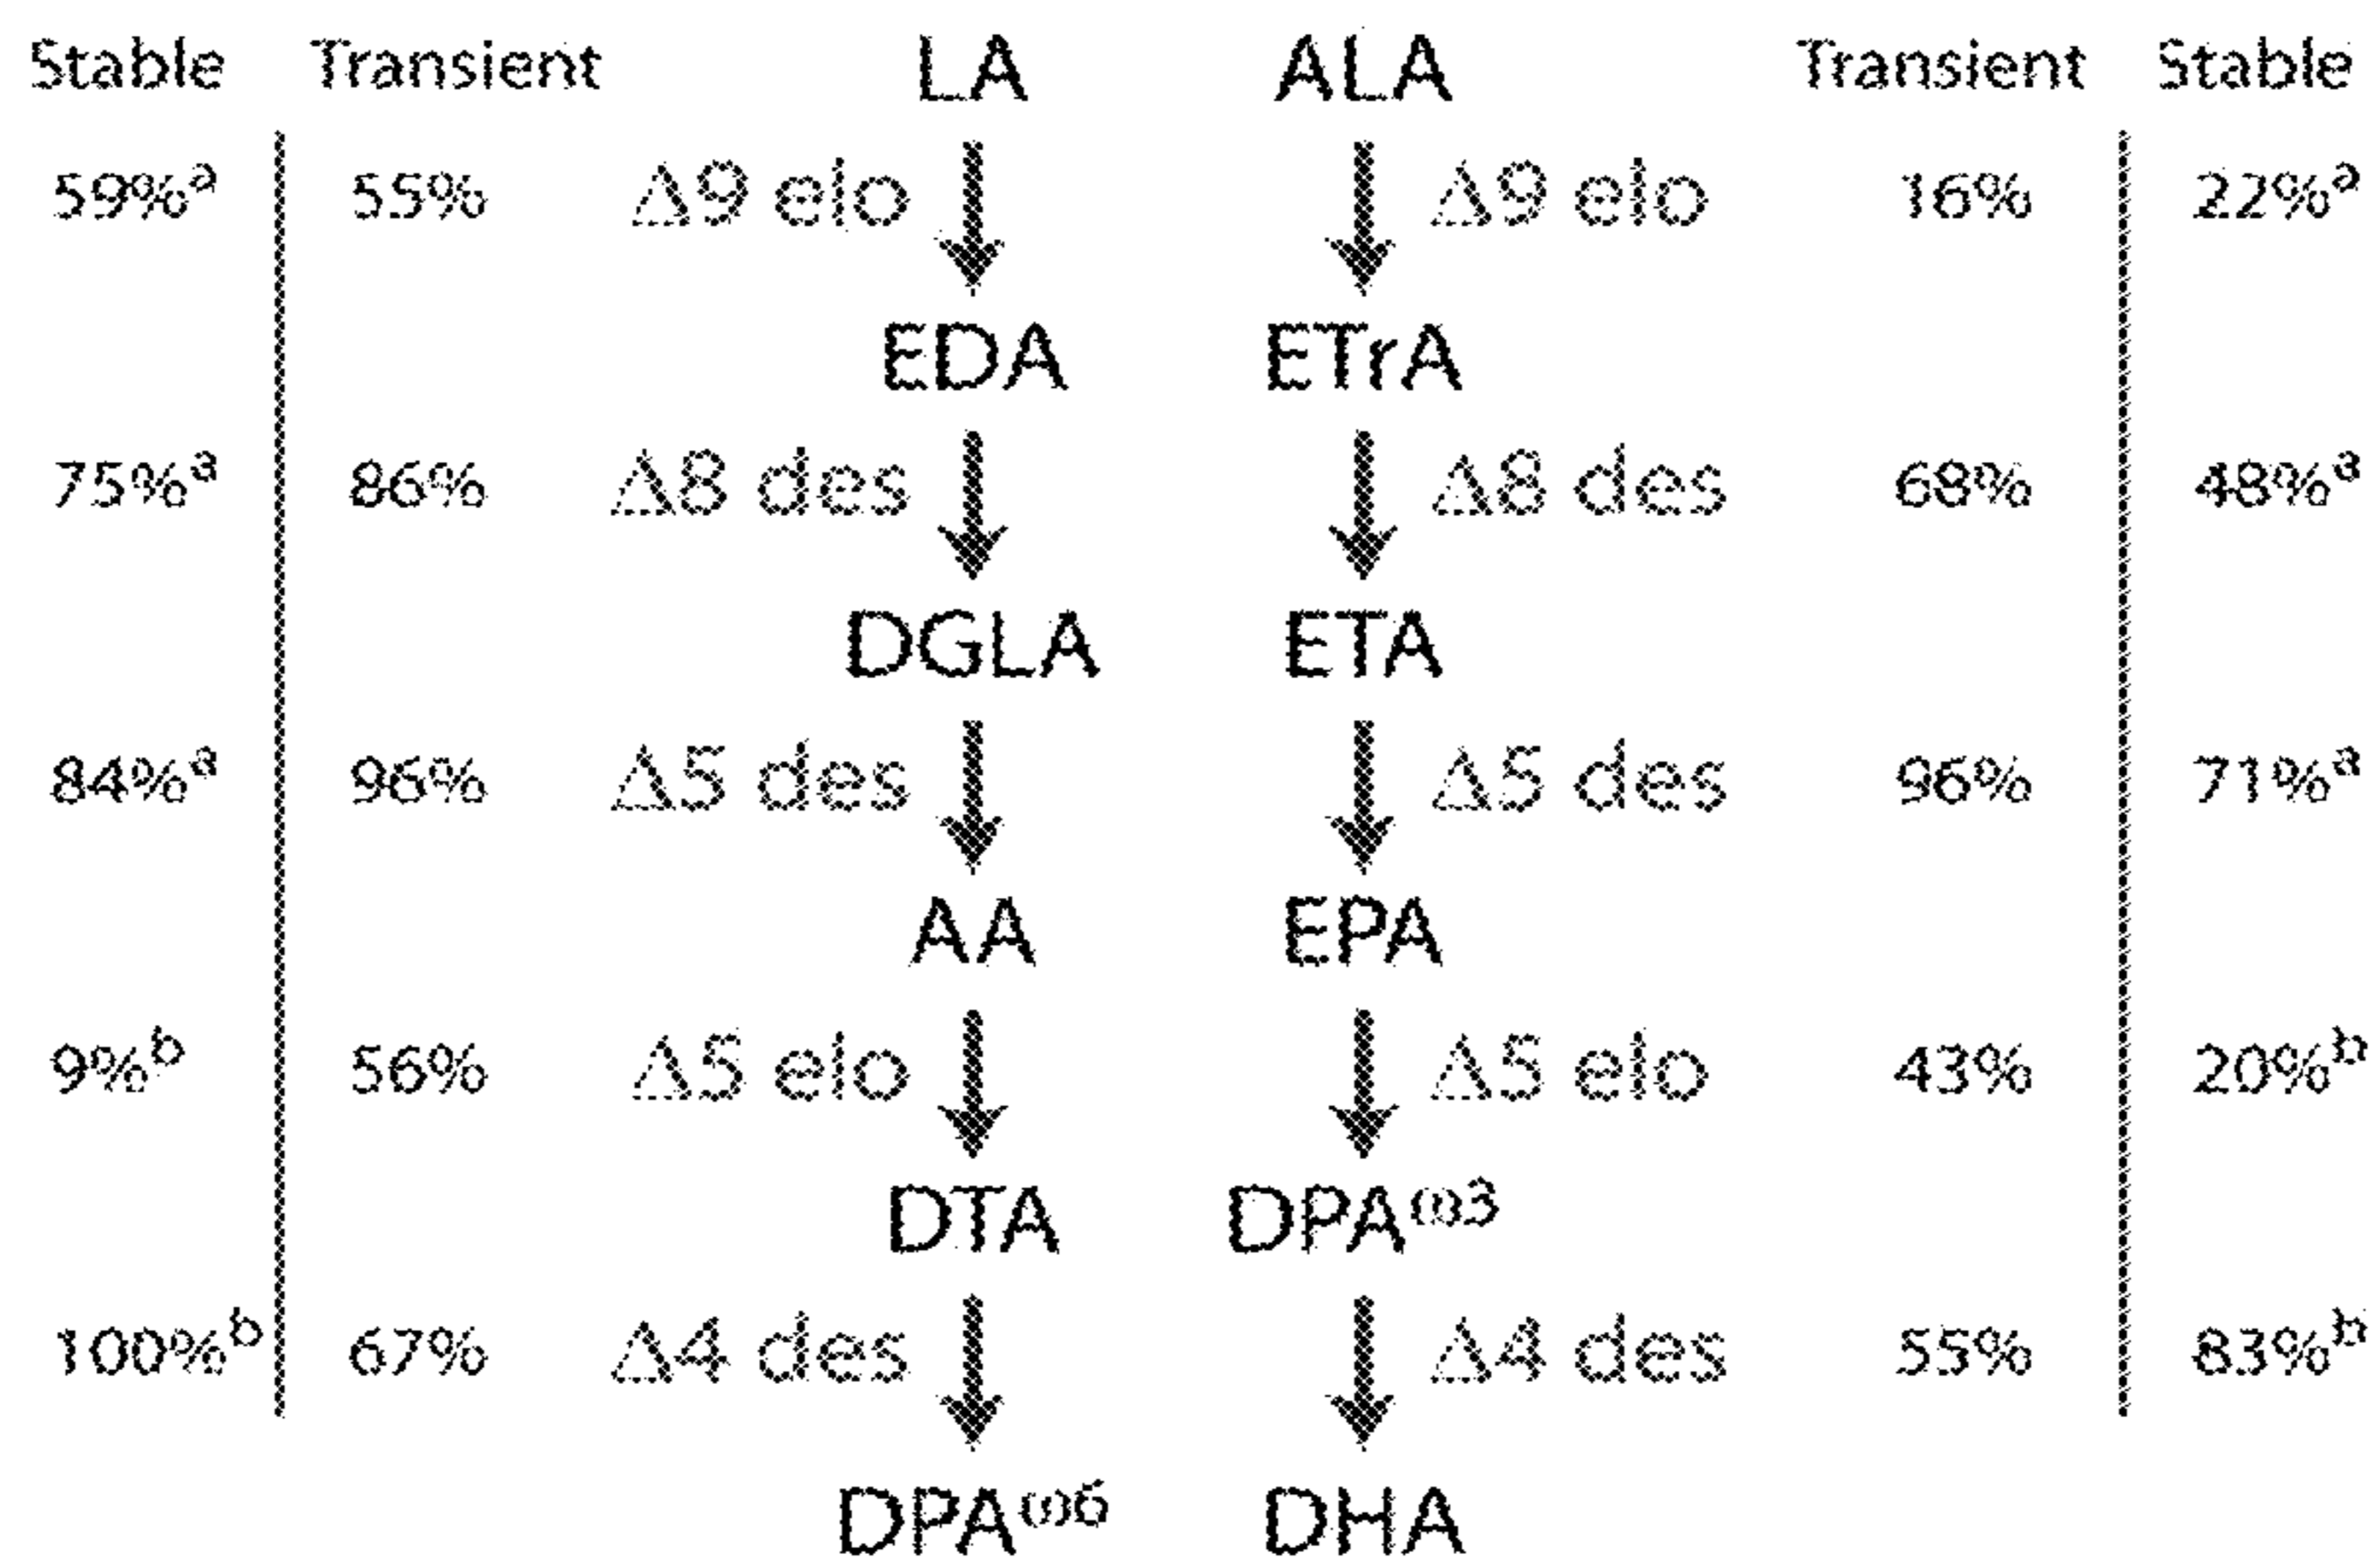 Stable Transient LA ALA Transient Stable
59%ᵃ 55% Δ9 elo Δ9 elo 16% 22%ᵃ
EDA ETrA
75%ᵃ 86% Δ8 des Δ8 des 68% 48%ᵃ
DGLA ETA
84%ᵃ 96% Δ5 des Δ5 des 96% 71%ᵃ
AA EPA
9%ᵇ 56% Δ5 elo Δ5 elo 43% 20%ᵇ
DTA DPAω3
100%ᵇ 67% Δ4 des Δ4 des 55% 83%ᵇ
DPAω6 DHA